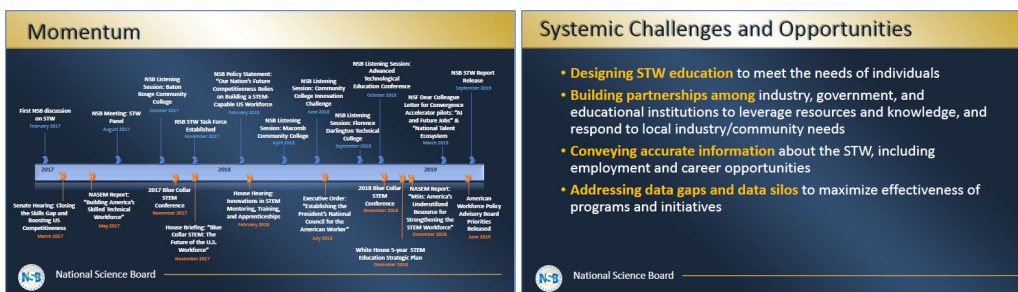 Momentum
NSB Listening
Session: Baton
Rouge Community
College
October 2017
NSB Policy Statement:
"Our Nation's Future
Competitiveness Relies
on Building a STEM-
Capable US Workforce
February 2018
NSB Listening
Session: Community
College Innovation
Challenge
June 2018
NSB Listening Session:
Advanced
Technological
Education Conference
October 2018
NSB STW Report
Release
September 2019
First NSB discussion
on STW
February 2017
NSB Meeting: STW
Panel
August 2017
NSB STW Task Force
Established
November 2017
NSB Listening
Session: Macomb
Community College
April 2018
NSB Listening
Session: Florence
Darlington Technical
College
September 2018
NSF Dear Colleague
Letter for Convergence
Accelerator pilots: "AI
and Future Jobs" &
"National Talent
Ecosystem
March 2019
2017
2018
2019
Senate Hearing: Closing
the Skills Gap and
Boosting US
Competitiveness
March 2017
NASEM Report:
"Building America's
Skilled Technical
Workforce"
May 2017
2017 Blue Collar
STEM
Conference
November 2017
House Briefing: "Blue
Collar STEM: The
Future of the U.S.
Workforce"
November 2017
House Hearing:
Innovations in STEM
Mentoring, Training,
and Apprenticeships
February 2018
Executive Order:
"Establishing the
President's National
Council for the
American Worker"
July 2018
2018 Blue Collar
STEM
Conference
November 2018
White House 5-year STEM
Education Strategic Plan
December 2018
NASEM Report:
"MSIs: America's
Underutilized
Resource for
Strengthening the
STEM Workforce"
December 2018
American
Workforce Policy
Advisory Board
Priorities
Released
June 2019
NSB
National Science Board
Systemic Challenges and Opportunities
• Designing STW education to meet the needs of individuals
• Building partnerships among industry, government, and
educational institutions to leverage resources and knowledge, and
respond to local industry/community needs
• Conveying accurate information about the STW, including
employment and career opportunities
• Addressing data gaps and data silos to maximize effectiveness of
programs and initiatives
NSB
National Science Board